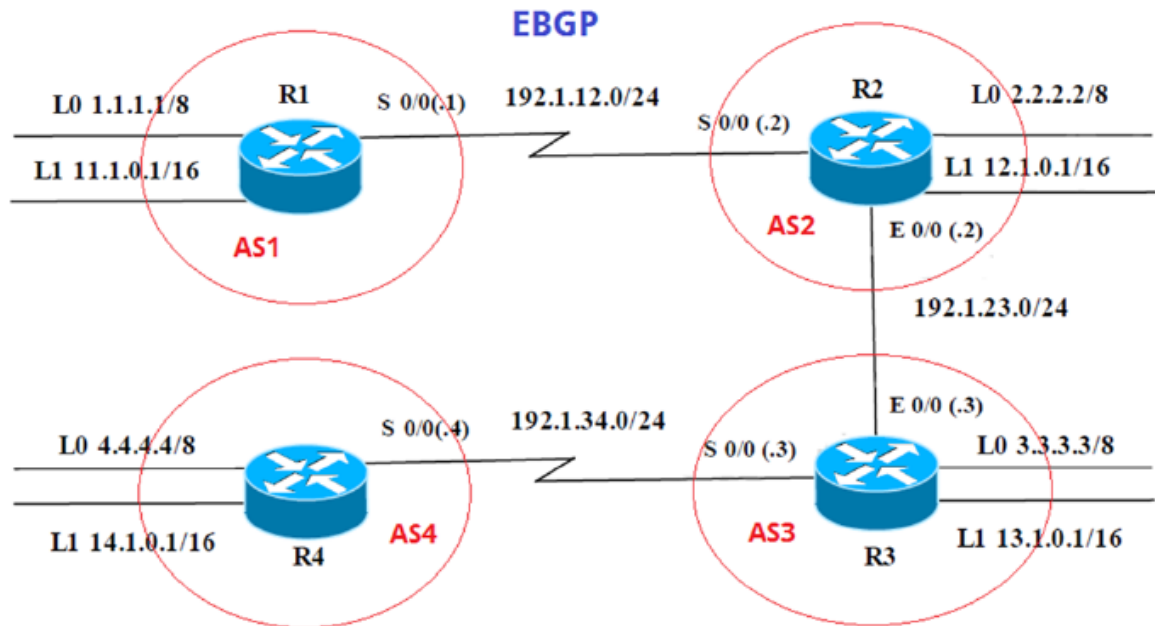 EBGP
R1
L0 1.1.1.1/8
S 0/0(.1)
192.1.12.0/24
L1 11.1.0.1/16
AS1
R2
L0 2.2.2.2/8
S 0/0 (.2)
L1 12.1.0.1/16
AS2
E 0/0 (.2)
192.1.23.0/24
L0 4.4.4.4/8
S 0/0(.4)
192.1.34.0/24
L1 14.1.0.1/16
R4
AS4
E 0/0 (.3)
S 0/0 (.3)
L0 3.3.3.3/8
AS3
R3
L1 13.1.0.1/16